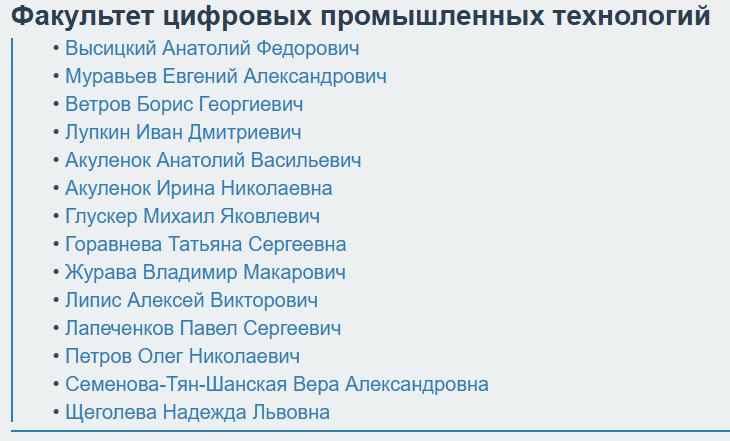 Факультет цифровых промышленных технологий
• Высицкий Анатолий Федорович
• Муравьев Евгений Александрович
• Ветров Борис Георгиевич
• Лупкин Иван Дмитриевич
• Акуленок Анатолий Васильевич
• Акуленок Ирина Николаевна
• Глускер Михаил Яковлевич
• Горавнева Татьяна Сергеевна
• Журава Владимир Макарович
• Липис Алексей Викторович
• Лапеченков Павел Сергеевич
• Петров Олег Николаевич
• Семенова-Тян-Шанская Вера Александровна
• Щеголева Надежда Львовна